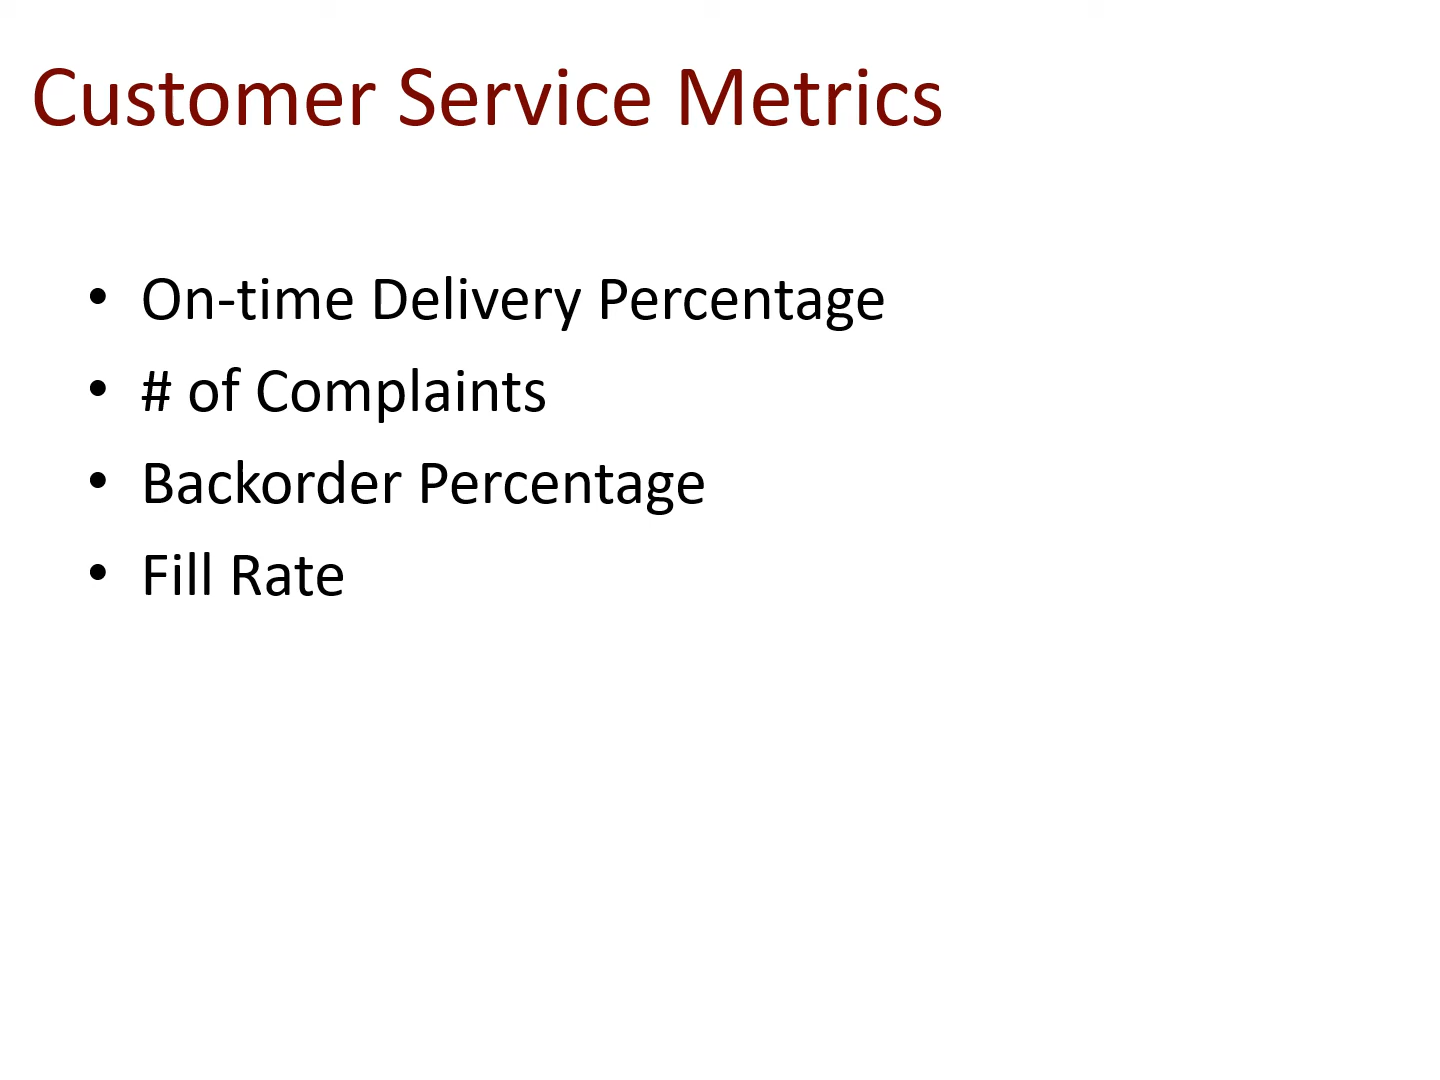 Customer Service Metrics
• On-time Delivery Percentage
• # of Complaints
• Backorder Percentage
• Fill Rate